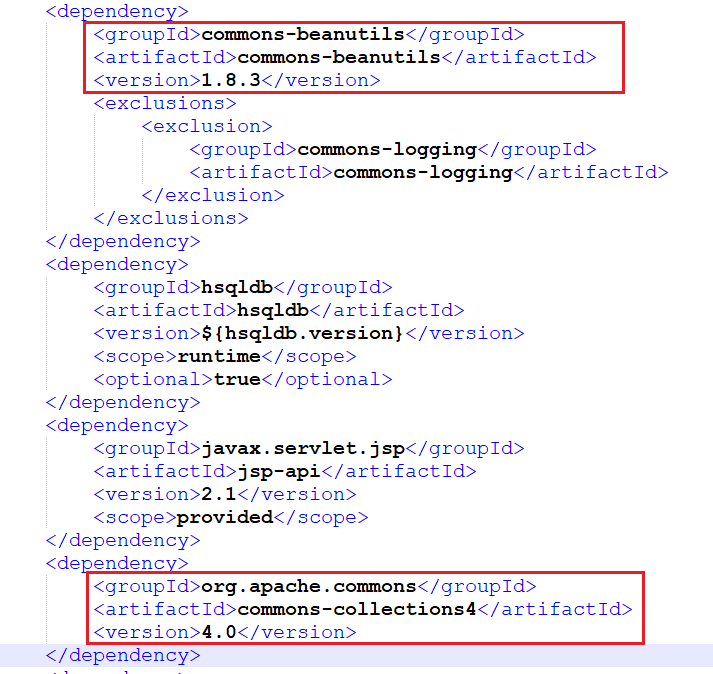 <dependency>
<groupId>commons-beanutils</groupId>
<artifactId>commons-beanutils</artifactId>
<version>1.8.3</version>
<exclusions>
<exclusion>
<groupId>commons-logging</groupId>
<artifactId>commons-logging</artifactId>
</exclusion>
</exclusions>
</dependency>
<dependency>
<groupId>hsqldb</groupId>
<artifactId>hsqldb</artifactId>
<version>${hsqldb.version}</version>
<scope>runtime</scope>
<optional>true</optional>
</dependency>
<dependency>
<groupId>javax.servlet.jsp</groupId>
<artifactId>jsp-api</artifactId>
<version>2.1</version>
<scope>provided</scope>
</dependency>
<dependency>
<groupId>org.apache.commons</groupId>
<artifactId>commons-collections4</artifactId>
<version>4.0</version>
</dependency>